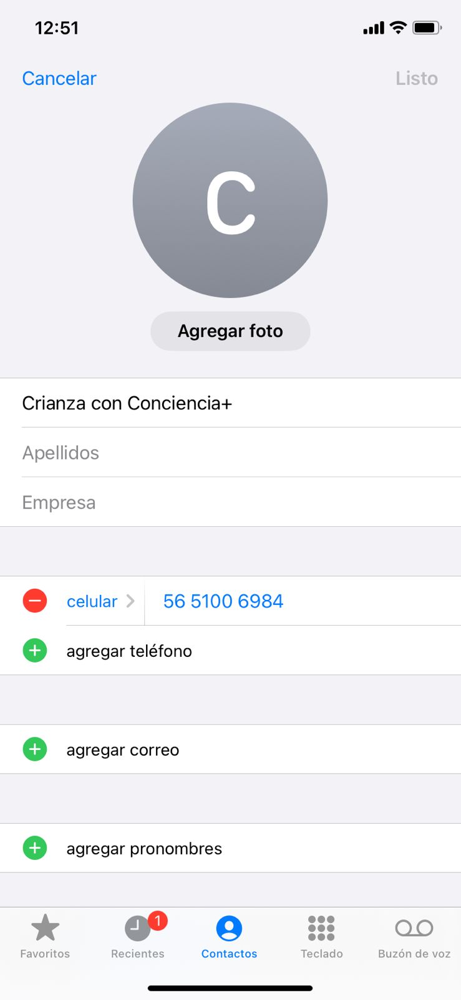 12:51
Cancelar
Listo
C
Agregar foto
Crianza con Conciencia+
Apellidos
Empresa
celular
56 5100 6984
agregar teléfono
agregar correo
agregar pronombres
1
Favoritos
Recientes
Contactos
Teclado
Buzón de voz